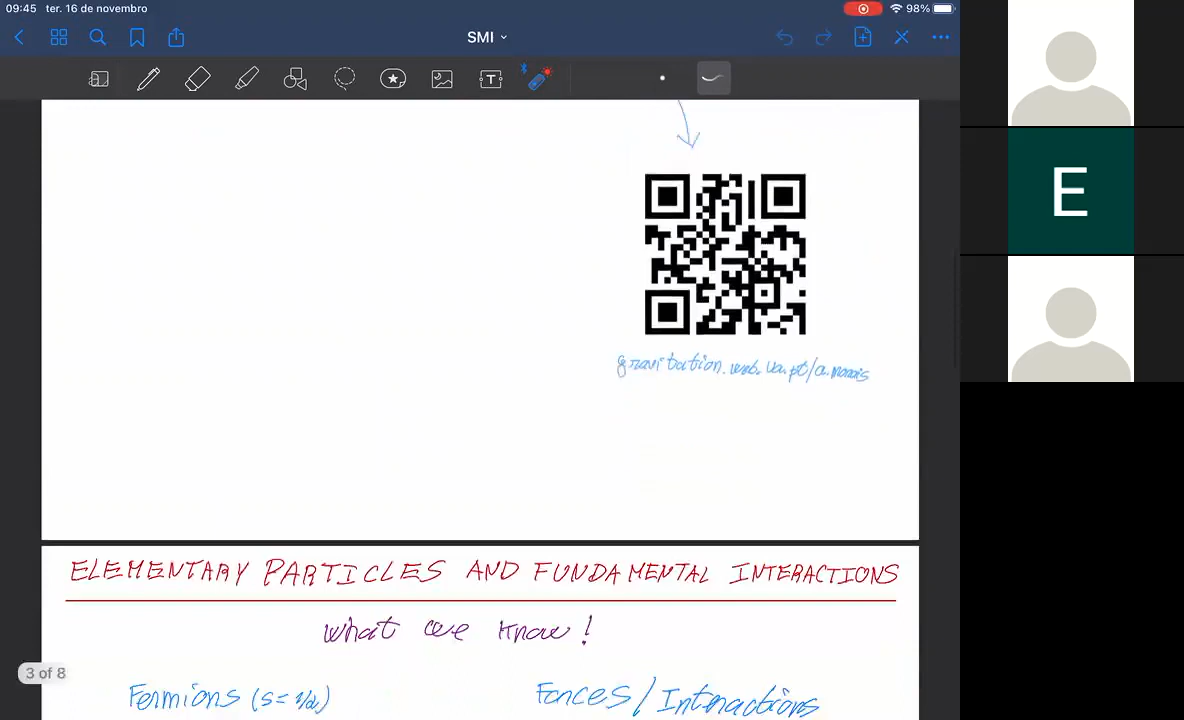 09:45 ter. 16 de novembro
98%
SMI
T
E
gravitation.web.ua.pt/a.morais
ELEMENTARY PARTICLES AND FUNDAMENTAL INTERACTIONS
What we know!
3 of 8
Fermions (s=1/2)
Forces/Interactions